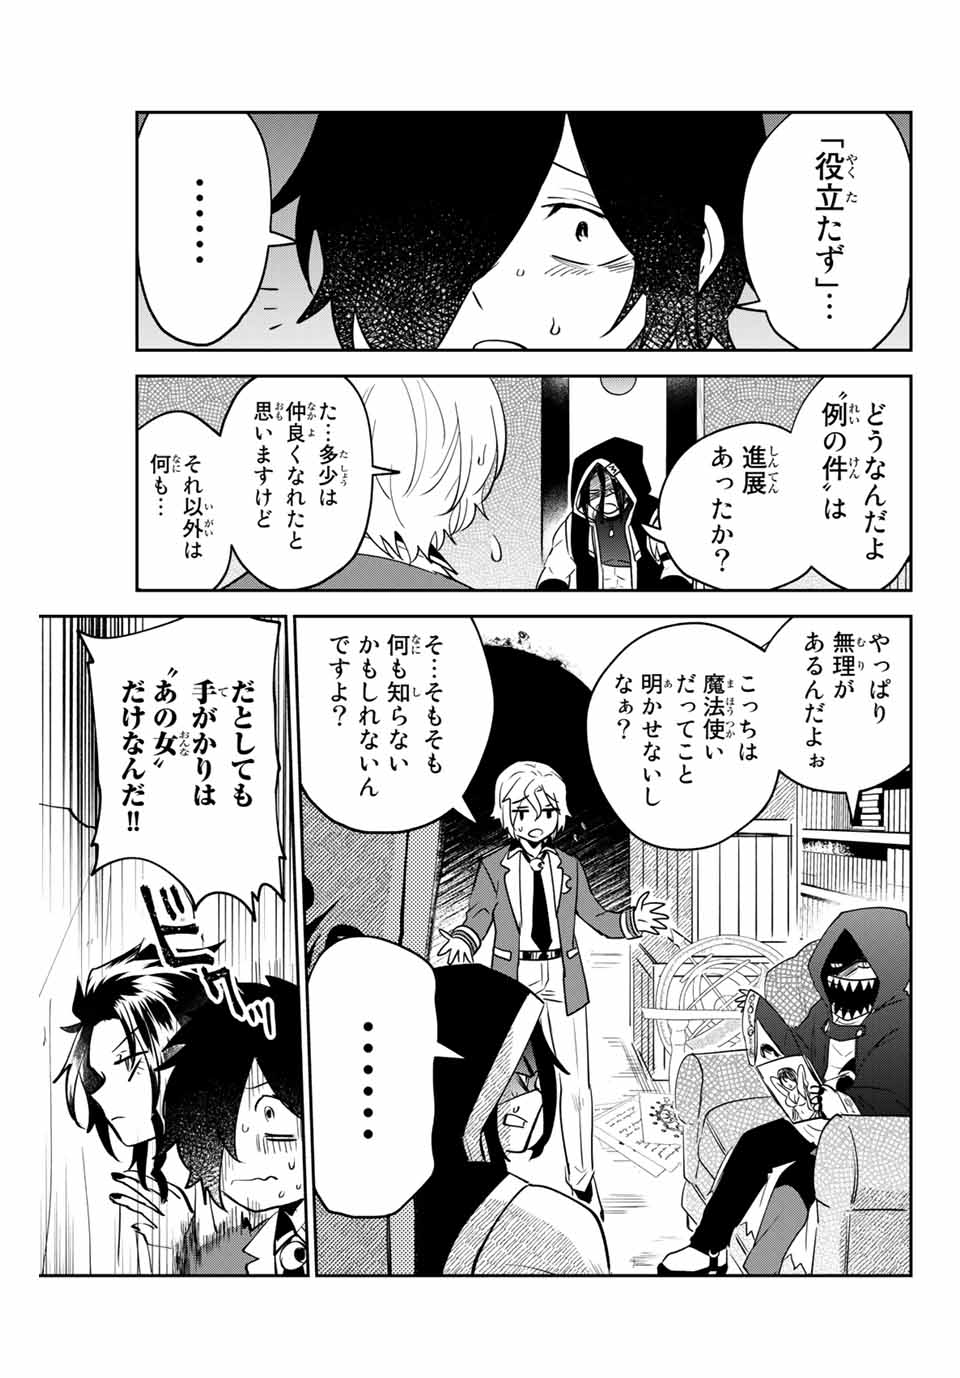 「役立たず」…
……
どうなんだよ
〝例の件〟は
進展
あったか？
た…多少は
仲良くなれたと
思いますけど
それ以外は
何も…
やっぱり
無理が
あるんだよぉ
こっちは
魔法使い
だってこと
明かせないし
なぁ？
そ…そもそも
何も知らない
かもしれないん
ですよ？
……
だとしても
手がかりは
〝あの女〟
だけなんだ!!
ドドドッ